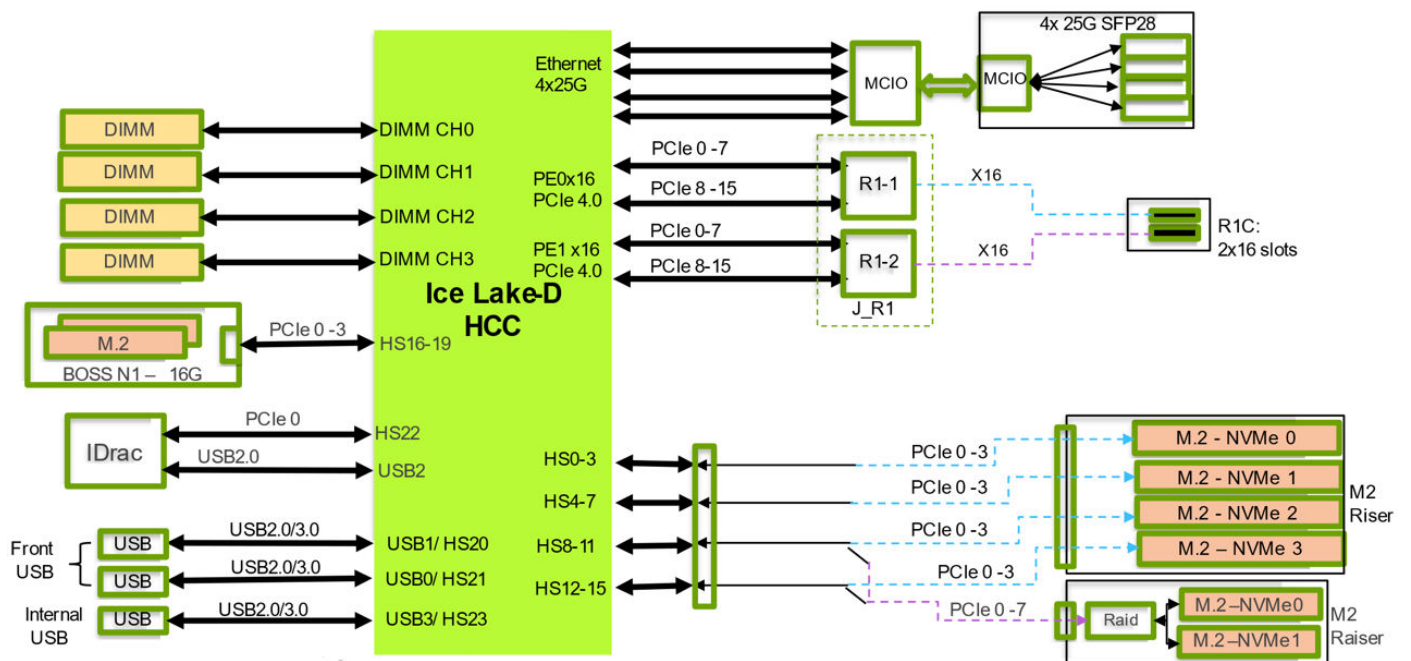 4x 25G SFP28
Ethernet
4x25G
MCIO
MCIO
DIMM
DIMM CH0
DIMM
DIMM CH1
DIMM
DIMM CH2
DIMM
DIMM CH3
PE0x16
PCIe 4.0
PCIe 0 -7
PCIe 8 -15
R1-1
X16
PE1 x16
PCIe 4.0
PCIe 0-7
PCIe 8-15
R1-2
X16
J_R1
R1C:
2x16 slots
Ice Lake-D
HCC
M.2
BOSS N1 – 16G
PCIe 0 -3
HS16-19
IDrac
PCIe 0
HS22
USB2.0
USB2
Front
USB
USB
USB2.0/3.0
USB1/ HS20
USB
USB2.0/3.0
USB0/ HS21
Internal
USB
USB
USB2.0/3.0
USB3/ HS23
HS0-3
HS4-7
HS8-11
HS12-15
PCIe 0 -3
PCIe 0 -3
PCIe 0 -3
PCIe 0 -3
PCIe 0 -7
M.2 - NVMe 0
M.2 - NVMe 1
M.2 - NVMe 2
M.2 – NVMe 3
M2
Riser
Raid
M.2–NVMe0
M.2–NVMe1
M2
Raiser